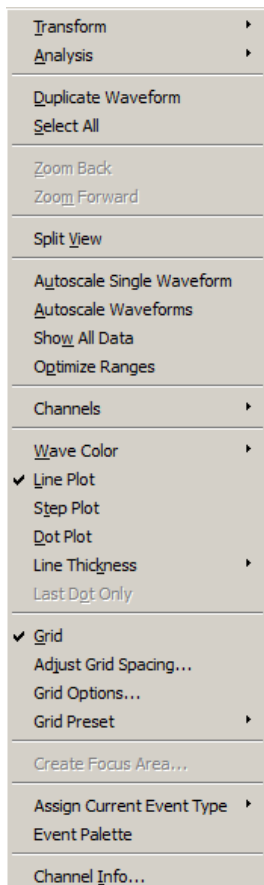 Transform
Analysis
Duplicate Waveform
Select All
Zoom Back
Zoom Forward
Split View
Autoscale Single Waveform
Autoscale Waveforms
Show All Data
Optimize Ranges
Channels
Wave Color
Line Plot
Step Plot
Dot Plot
Line Thickness
Last Dot Only
Grid
Adjust Grid Spacing...
Grid Options...
Grid Preset
Create Focus Area...
Assign Current Event Type
Event Palette
Channel Info...